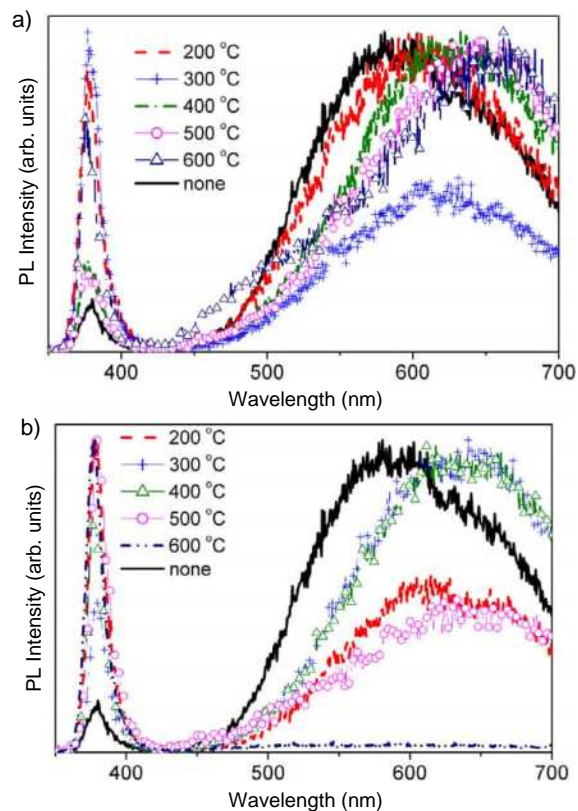 a)
PL Intensity (arb. units)
200 °C
300 °C
400 °C
500 °C
600 °C
none
400 500 600 700
Wavelength (nm)
b)
PL Intensity (arb. units)
200 °C
300 °C
400 °C
500 °C
600 °C
none
400 500 600 700
Wavelength (nm)